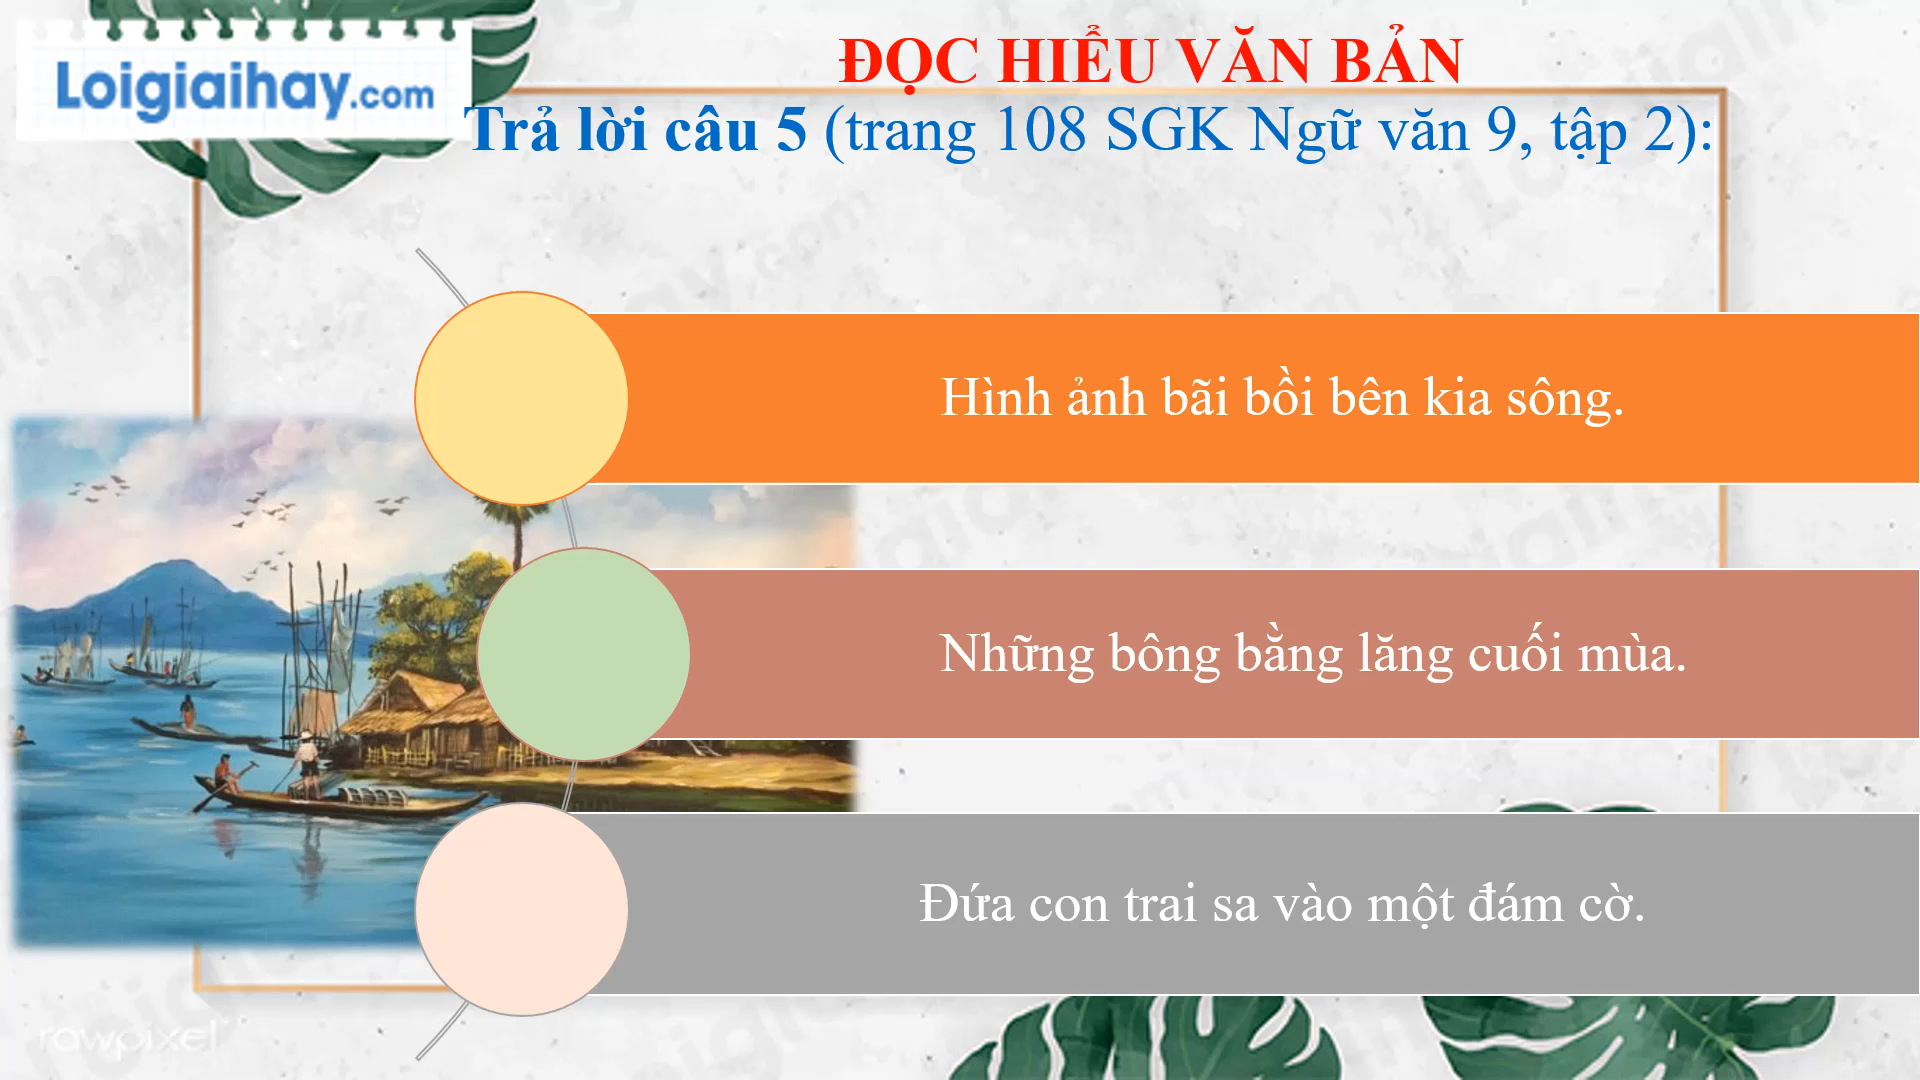 Loigiaihay.com
ĐỌC HIỂU VĂN BẢN
Trả lời câu 5 (trang 108 SGK Ngữ văn 9, tập 2):
Hình ảnh bãi bồi bên kia sông.
Những bông bằng lăng cuối mùa.
Đứa con trai sa vào một đám cờ.
rawpixel